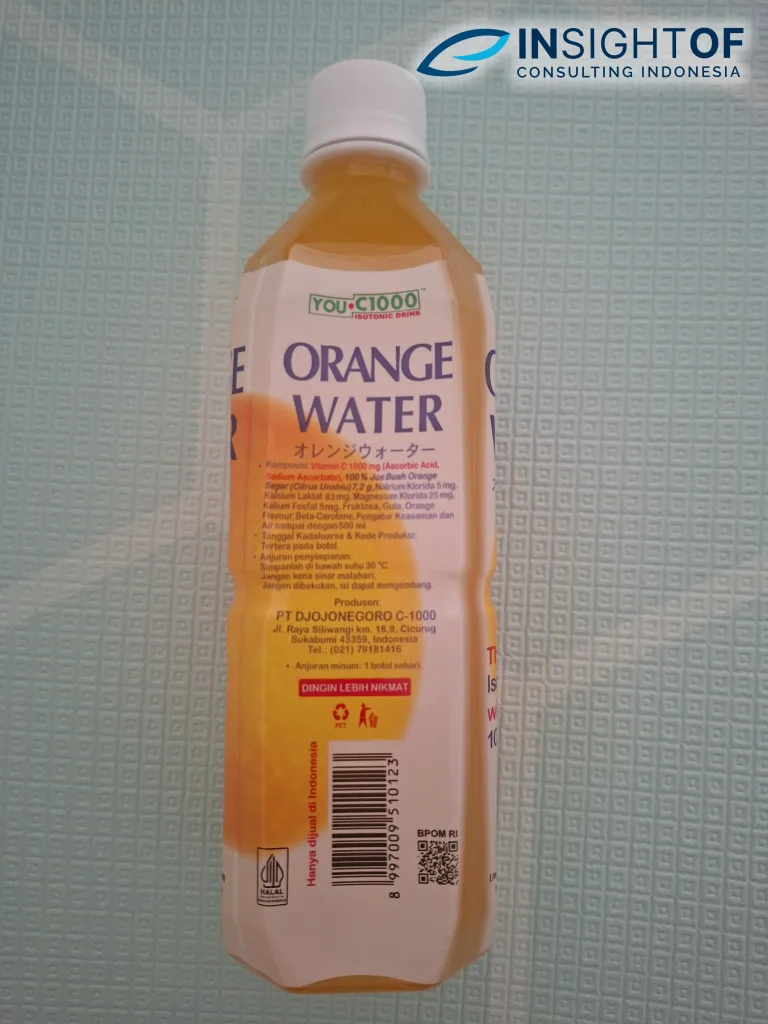 INSIGHTOF
CONSULTING INDONESIA
YOU•C1000™
ISOTONIC DRINK
ORANGE
WATER
オレンジウォーター
• Komposisi: Vitamin C 1000 mg (Ascorbic Acid,
Sodium Ascorbate), 100% Jus Buah Orange
Segar (Citrus Unshiu) 7,2 g, Natrium Klorida 5 mg,
Kalsium Laktat 83 mg, Magnesium Klorida 25 mg,
Kalium Fosfat 5mg, Fruktosa, Gula, Orange
Flavour, Beta-Carotene, Pengatur Keasaman dan
Air sampai dengan 500 ml.
• Tanggal Kadaluarsa & Kode Produksi:
Tertera pada botol.
• Anjuran penyimpanan:
Simpanlah di bawah suhu 30 °C.
Jangan kena sinar matahari.
Jangan dibekukan, isi dapat mengembang.
Produsen:
PT DJOJONEGORO C-1000
Jl. Raya Siliwangi km. 18,9, Cicurug
Sukabumi 43359, Indonesia
Tel.: (021) 79181416
• Anjuran minum: 1 botol sehari.
DINGIN LEBIH NIKMAT
PET
Hanya dijual di Indonesia
8 997009 510123
BPOM RI
HALAL